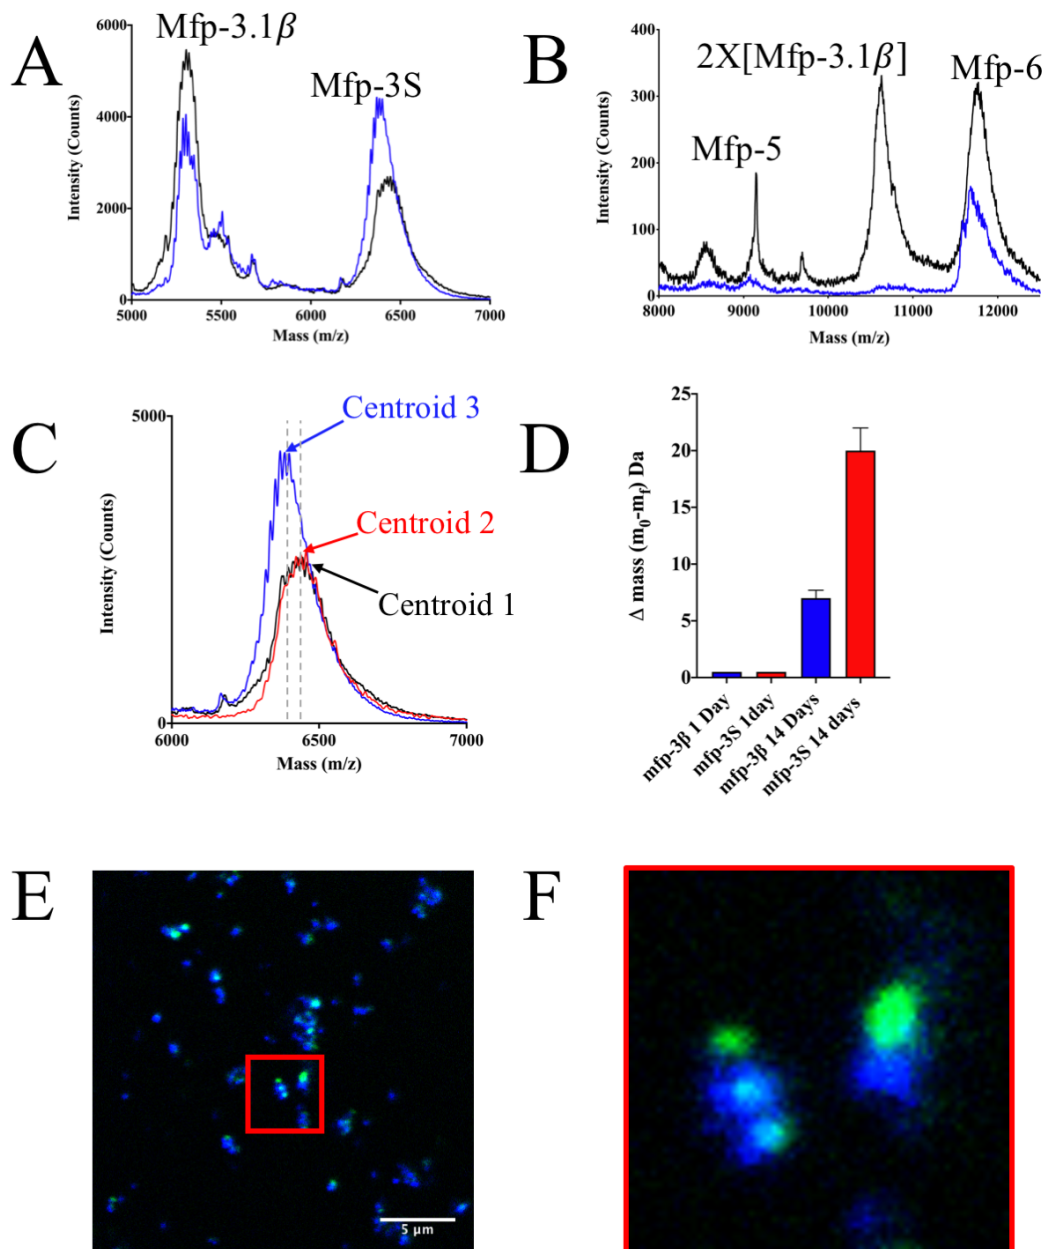 A
Mfp-3.1β
Mfp-3S
6000
4000
2000
0
Intensity (Counts)
5000 5500 6000 6500 7000
Mass (m/z)
B
2X[Mfp-3.1β]
Mfp-6
Mfp-5
400
300
200
100
0
Intensity (Counts)
8000 9000 10000 11000 12000
Mass (m/z)
C
Centroid 3
Centroid 2
Centroid 1
5000
0
Intensity (Counts)
6000 6500 7000
Mass (m/z)
D
25
20
15
10
5
0
Δ mass (m₀-m_f) Da
mfp-3β 1 Day
mfp-3S 1day
mfp-3β 14 Days
mfp-3S 14 days
E
5 μm
F